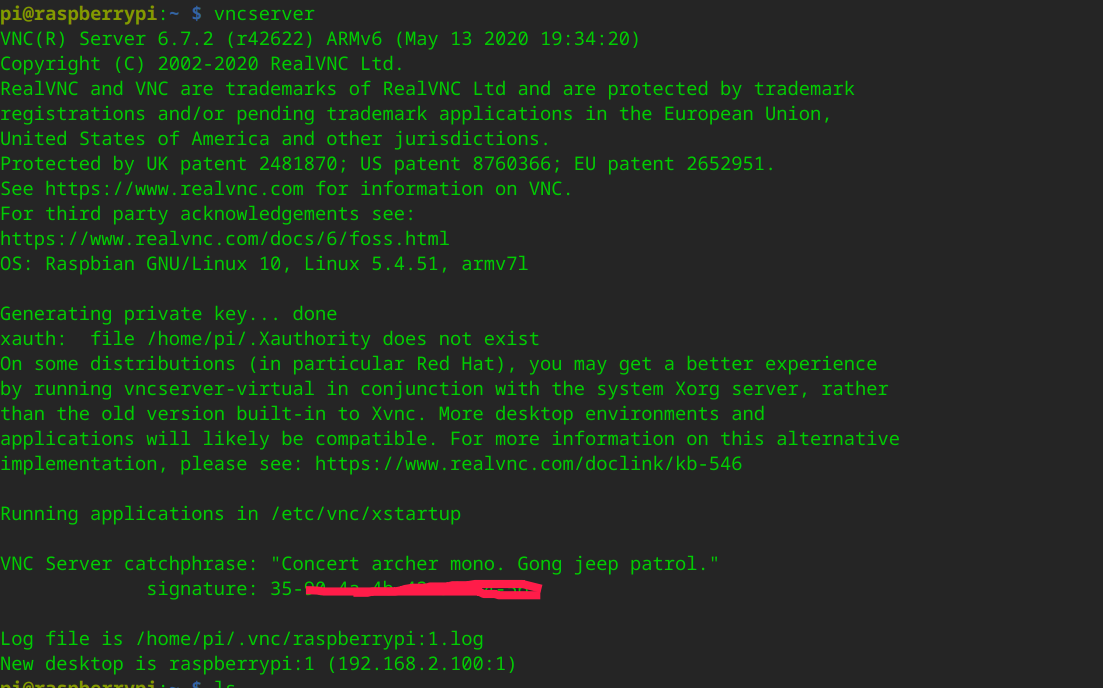 pi@raspberrypi:~ $ vncserver
VNC(R) Server 6.7.2 (r42622) ARMv6 (May 13 2020 19:34:20)
Copyright (C) 2002-2020 RealVNC Ltd.
RealVNC and VNC are trademarks of RealVNC Ltd and are protected by trademark
registrations and/or pending trademark applications in the European Union,
United States of America and other jurisdictions.
Protected by UK patent 2481870; US patent 8760366; EU patent 2652951.
See https://www.realvnc.com for information on VNC.
For third party acknowledgements see:
https://www.realvnc.com/docs/6/foss.html
OS: Raspbian GNU/Linux 10, Linux 5.4.51, armv7l
Generating private key... done
xauth:  file /home/pi/.Xauthority does not exist
On some distributions (in particular Red Hat), you may get a better experience
by running vncserver-virtual in conjunction with the system Xorg server, rather
than the old version built-in to Xvnc. More desktop environments and
applications will likely be compatible. For more information on this alternative
implementation, please see: https://www.realvnc.com/doclink/kb-546
Running applications in /etc/vnc/xstartup
VNC Server catchphrase: "Concert archer mono. Gong jeep patrol."
signature: 35-
Log file is /home/pi/.vnc/raspberrypi:1.log
New desktop is raspberrypi:1 (192.168.2.100:1)
pi@raspberrypi:~ $ ls